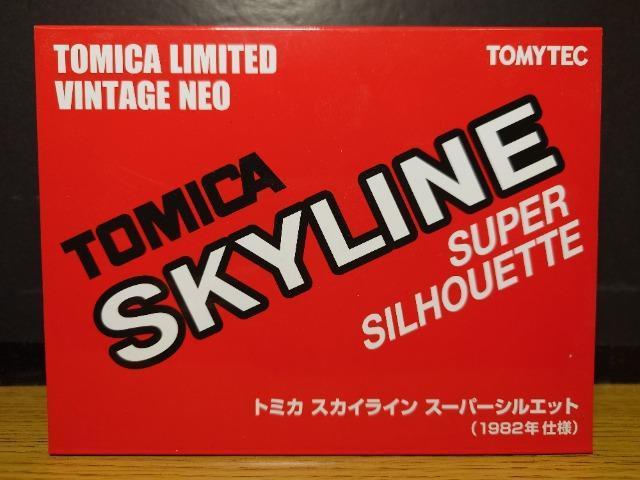 TOMICA LIMITED
VINTAGE NEO
TOMYTEC
TOMICA
SKYLINE
SUPER
SILHOUETTE
トミカ スカイライン スーパーシルエット
(1982年仕様)